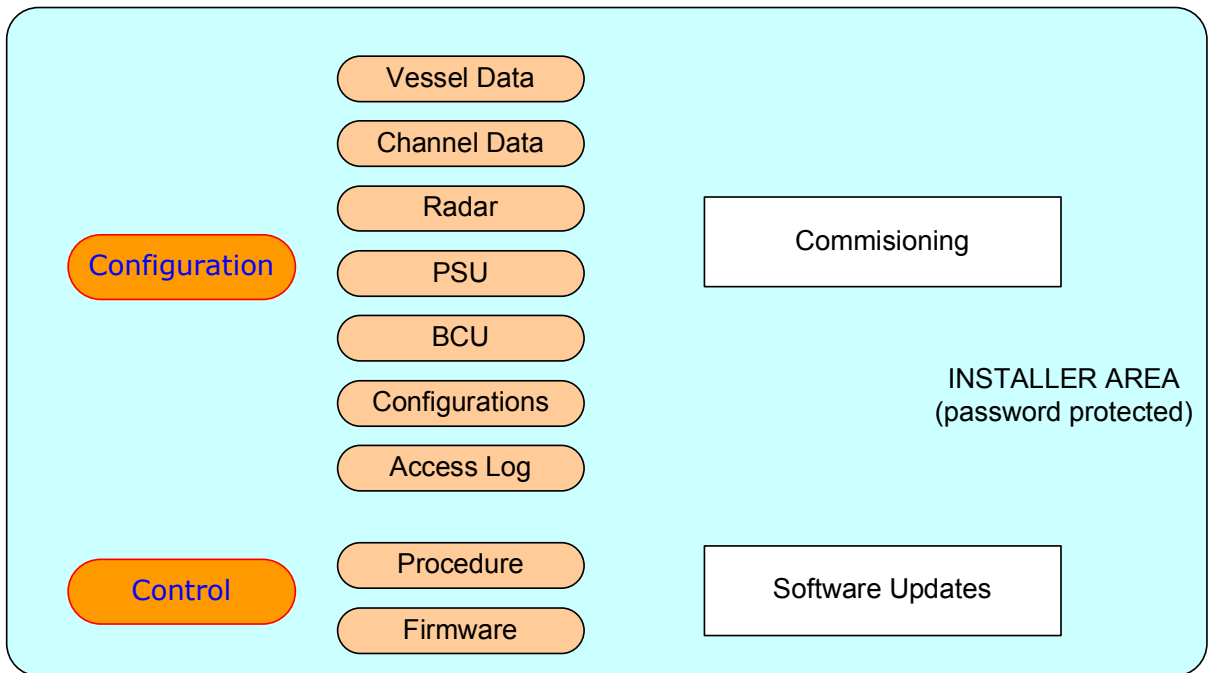 Vessel Data
Channel Data
Radar
Configuration
PSU
BCU
Configurations
Access Log
Commisioning
INSTALLER AREA
(password protected)
Control
Procedure
Firmware
Software Updates